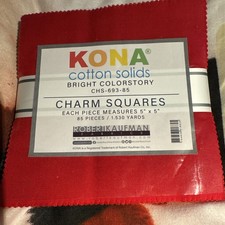 KONA
cotton solids
BRIGHT COLORSTORY
CHS-693-85
CHARM SQUARES
EACH PIECE MEASURES 5" x 5"
85 PIECES / 1.530 YARDS
ROBERT KAUFMAN